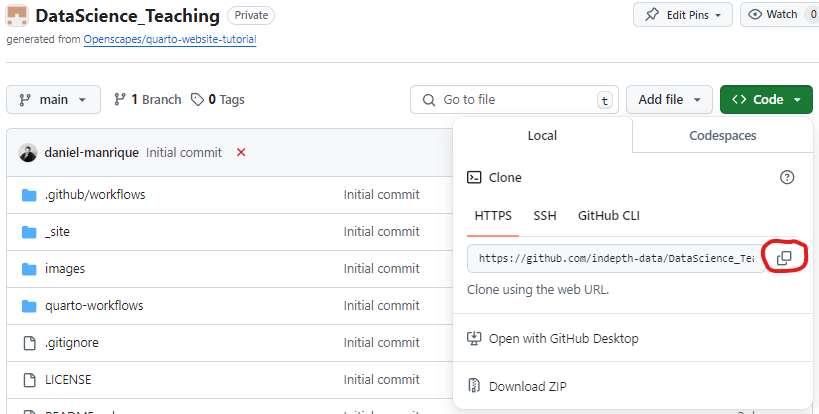 DataScience_Teaching Private Edit Pins Watch 0
generated from Openscapes/quarto-website-tutorial
main 1 Branch 0 Tags Go to file t Add file Code
Local Codespaces
daniel-manrique Initial commit
Clone
.github/workflows Initial commit
HTTPS SSH GitHub CLI
_site Initial commit
https://github.com/indepth-data/DataScience_Tea
images Initial commit
Clone using the web URL.
quarto-workflows Initial commit
.gitignore Initial commit
Open with GitHub Desktop
LICENSE Initial commit
Download ZIP